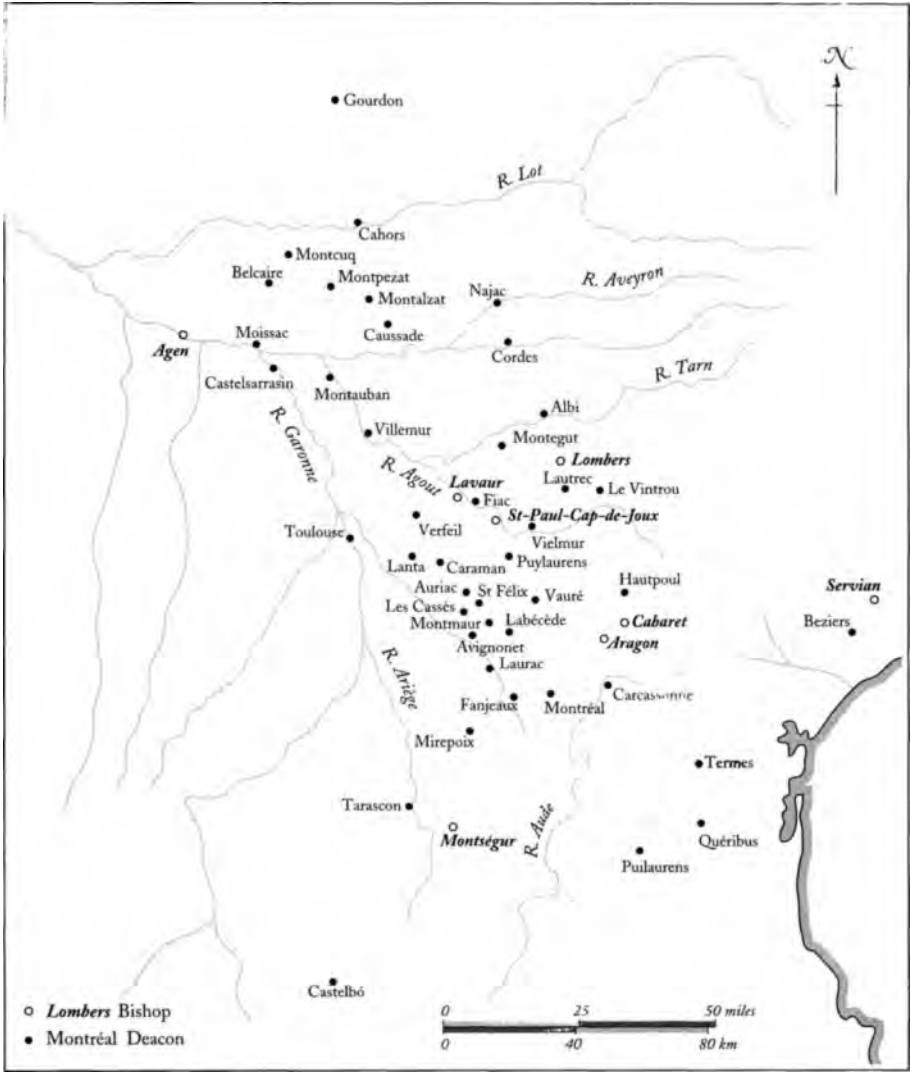 N
Gourdon
R. Lot
Cahors
Montcuq
Belcaire
Montpezat
R. Aveyron
Najac
Montalzat
Caussade
Moissac
Agen
Cordes
Castelsarrasin
Montauban
R. Tarn
Albi
R. Garonne
Villemur
Montegut
R. Agout
Lombers
Lavaur
Lautrec
Le Vintrou
Fiac
St-Paul-Cap-de-Joux
Verfeil
Toulouse
Vielmur
Lanta
Caraman
Puylaurens
Hautpoul
Auriac
St Félix
Vauré
Servian
Les Cassès
Montmaur
Labécède
Cabaret
Beziers
Avignonet
Aragon
Laurac
R. Ariège
Fanjeaux
Montréal
Carcassonne
Mirepoix
Termes
Tarascon
R. Aude
Montségur
Quéribus
Puilaurens
Castelbó
Lombers Bishop
Montréal Deacon
0 25 50 miles
0 40 80 km